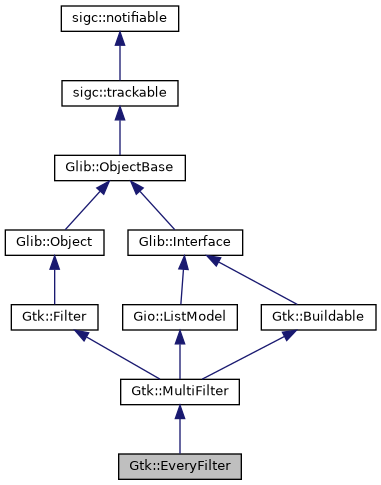 sigc::notifiable
sigc::trackable
Glib::ObjectBase
Glib::Object
Glib::Interface
Gtk::Filter
Gio::ListModel
Gtk::Buildable
Gtk::MultiFilter
Gtk::EveryFilter